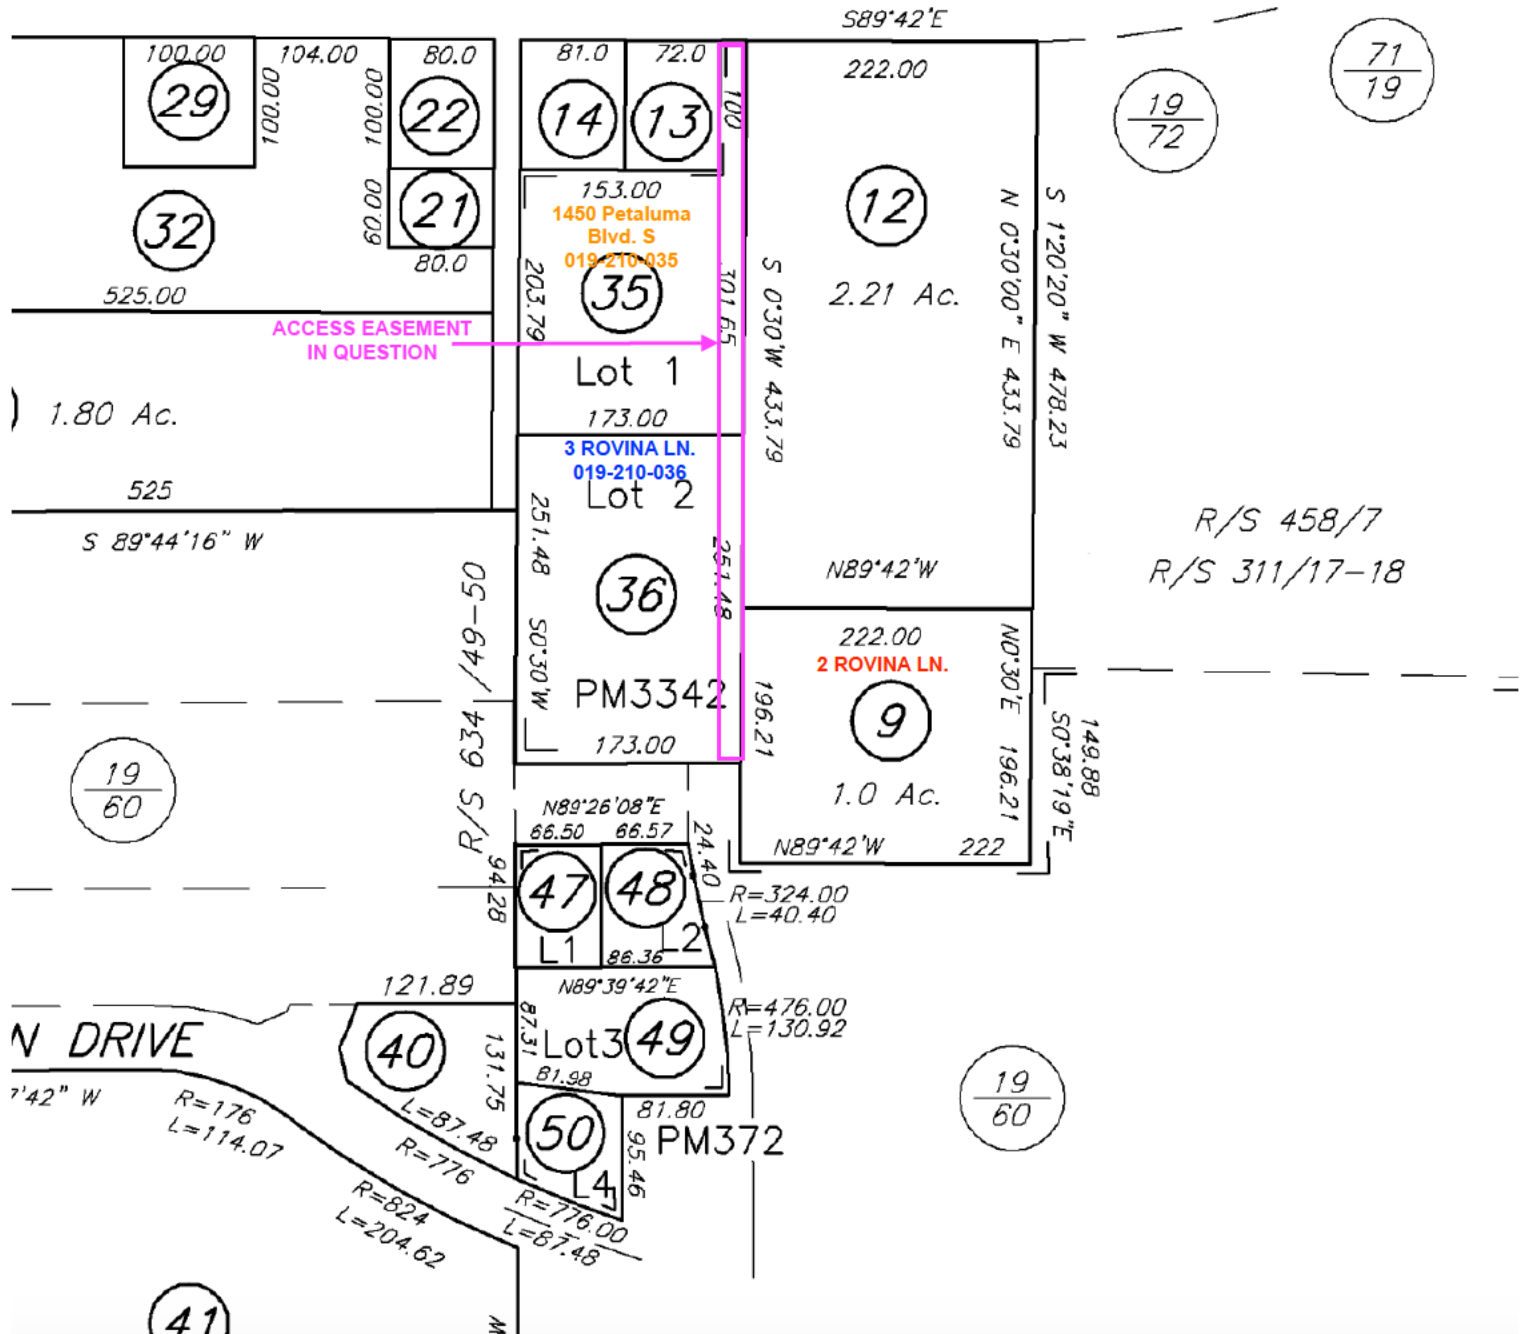 S89°42'E
100.00
104.00
80.0
81.0
72.0
222.00
71
19
19
72
29
100.00
100.00
22
14
13
100
12
60.00
21
32
80.0
525.00
153.00
1450 Petaluma
Blvd. S
019-210-035
35
203.79
301.65
S 0°30'W 433.79
2.21 Ac.
N 0°30'00" E 433.79
S 1°20'20" W 478.23
ACCESS EASEMENT
IN QUESTION
Lot 1
1.80 Ac.
173.00
3 ROVINA LN.
019-210-036
Lot 2
525
S 89°44'16" W
251.48
S0°30'W
251.48
36
N89°42'W
R/S 458/7
R/S 311/17-18
R/S 634 /49-50
222.00
2 ROVINA LN.
9
N0°30'E 196.21
PM3342
196.21
173.00
149.88
S0°38'19"E
1.0 Ac.
19
60
N89°26'08"E
66.50
66.57
24.40
N89°42'W
222
94.28
47
48
L1
L2
R=324.00
L=40.40
86.36
121.89
N89°39'42"E
R=476.00
L=130.92
N DRIVE
40
131.75
87.31
Lot3
49
81.98
7'42" W
R=176
L=114.07
L=87.48
R=776
50
L4
81.80
95.46
PM372
19
60
R=824
L=204.62
R=776.00
L=87.48
41